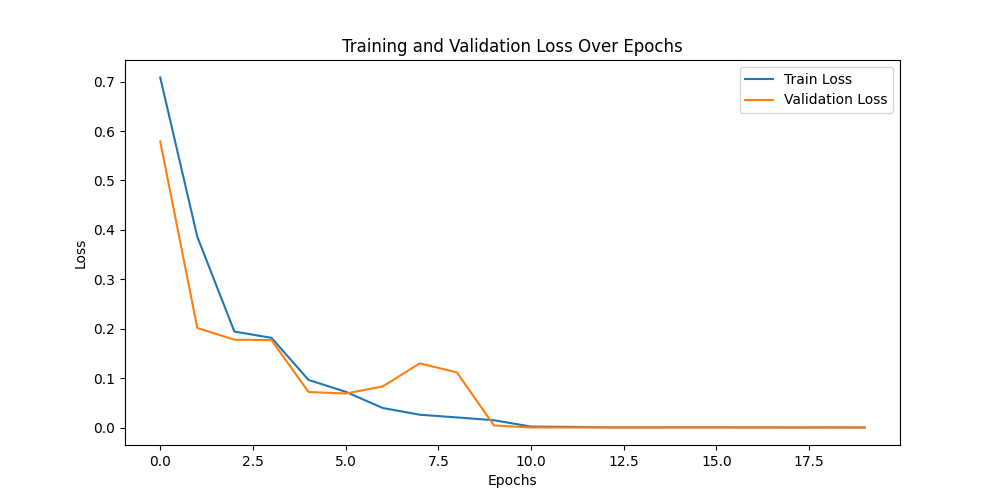 Training and Validation Loss Over Epochs
Train Loss
Validation Loss
0.7
0.6
0.5
0.4
0.3
0.2
0.1
0.0
Loss
0.0 2.5 5.0 7.5 10.0 12.5 15.0 17.5
Epochs